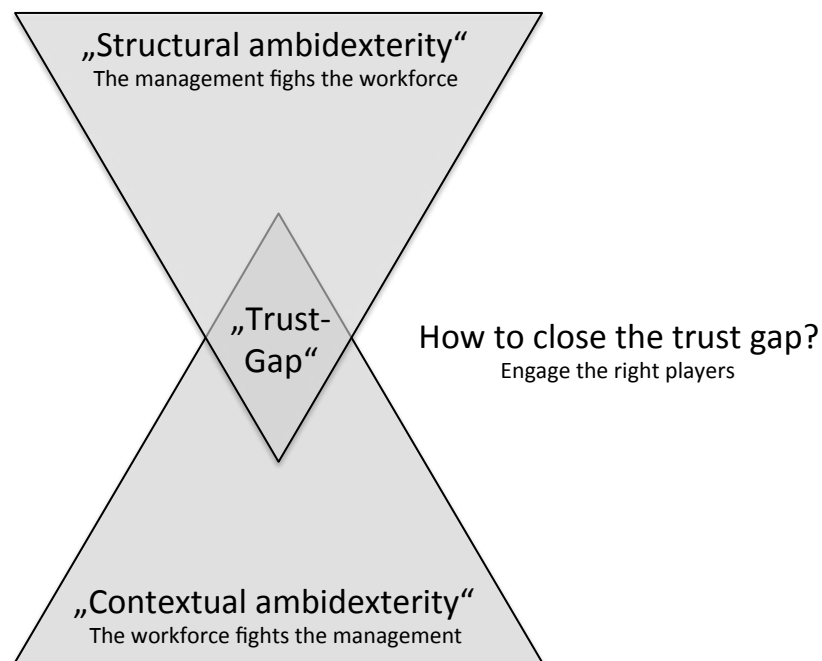 „Structural ambidexterity“
The management fighs the workforce
„Trust-
Gap“
How to close the trust gap?
Engage the right players
„Contextual ambidexterity“
The workforce fights the management